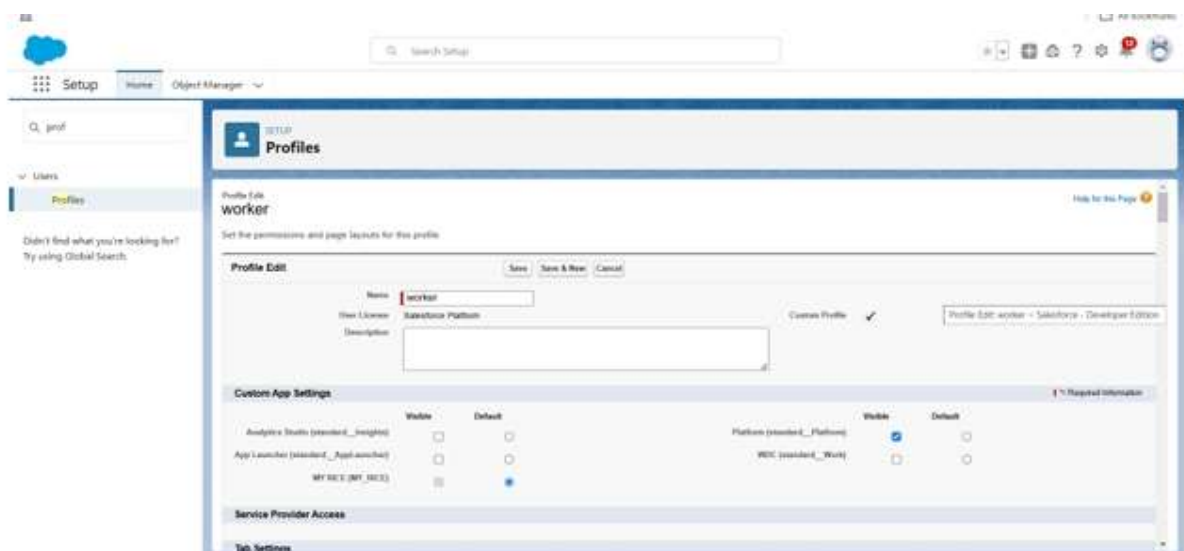 All Bookmarks
Search Setup
Setup
Home
Object Manager
prof
Users
Profiles
Didn't find what you're looking for?
Try using Global Search.
SETUP
Profiles
Profile Edit
worker
Help for this Page
Set the permissions and page layouts for this profile.
Profile Edit
Save
Save & New
Cancel
Name
worker
User License
Salesforce Platform
Custom Profile
Profile Edit: worker ~ Salesforce - Developer Edition
Description
Custom App Settings
= Required Information
Visible
Default
Visible
Default
Analytics Studio (standard__Insights)
Platform (standard__Platform)
App Launcher (standard__AppLauncher)
WDC (standard__Work)
MY RICE (MY_RICE)
Service Provider Access
Tab Settings